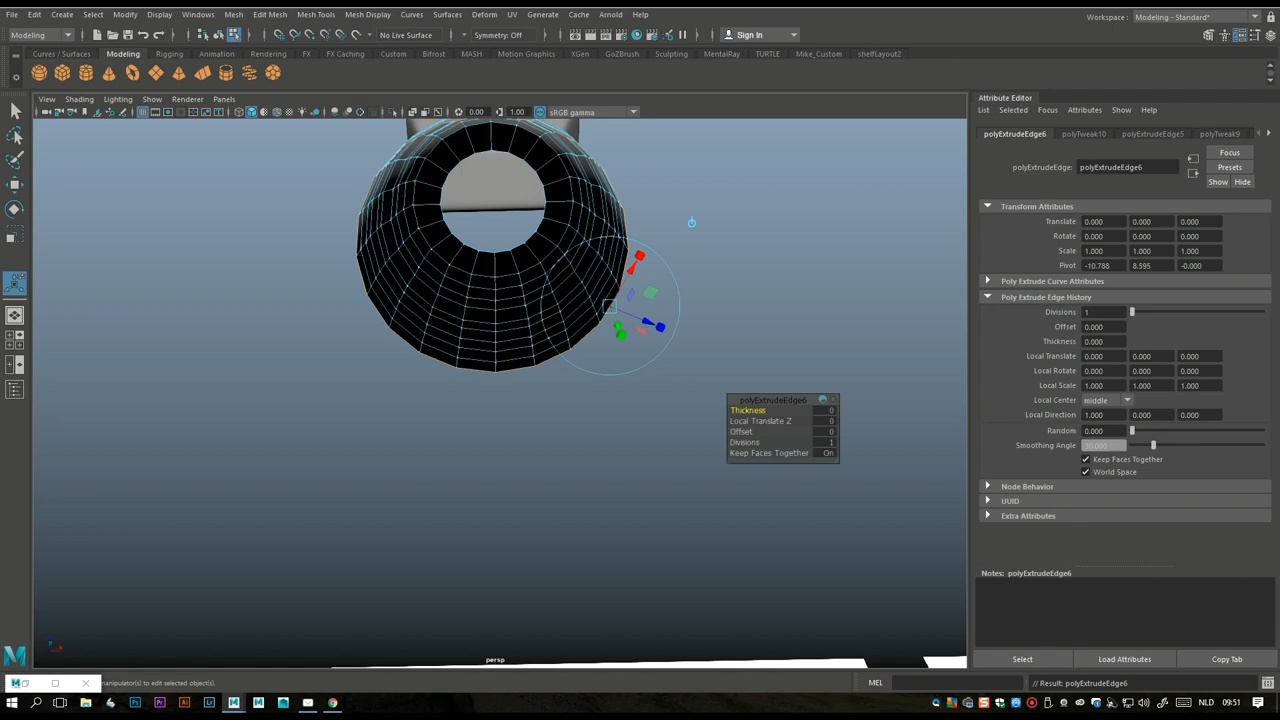 File Edit Create Select Modify Display Windows Mesh Edit Mesh Mesh Tools Mesh Display Curves Surfaces Deform UV Generate Cache Arnold Help
Workspace : Modeling - Standard*
Modeling
No Live Surface
Symmetry: Off
Sign In
Curves / Surfaces Modeling Rigging Animation Rendering FX FX Caching Custom Bifrost MASH Motion Graphics XGen GoZBrush Sculpting MentalRay TURTLE Mike_Custom shelfLayout2
View Shading Lighting Show Renderer Panels
0.00 1.00 sRGB gamma
Attribute Editor
List Selected Focus Attributes Show Help
polyExtrudeEdge6 polyTweak10 polyExtrudeEdge5 polyTweak9
Focus
polyExtrudeEdge: polyExtrudeEdge6 Presets
Show Hide
Transform Attributes
Translate 0.000 0.000 0.000
Rotate 0.000 0.000 0.000
Scale 1.000 1.000 1.000
Pivot -10.788 8.595 -0.000
Poly Extrude Curve Attributes
Poly Extrude Edge History
Divisions 1
Offset 0.000
Thickness 0.000
Local Translate 0.000 0.000 0.000
Local Rotate 0.000 0.000 0.000
Local Scale 1.000 1.000 1.000
Local Center middle
Local Direction 1.000 0.000 0.000
Random 0.000
Smoothing Angle 30.000
Keep Faces Together
World Space
Node Behavior
UUID
Extra Attributes
Notes: polyExtrudeEdge6
Select Load Attributes Copy Tab
polyExtrudeEdge6
Thickness 0
Local Translate Z 0
Offset 0
Divisions 1
Keep Faces Together On
persp
manipulator(s) to edit selected object(s).
MEL
// Result: polyExtrudeEdge6
NLD 09:51